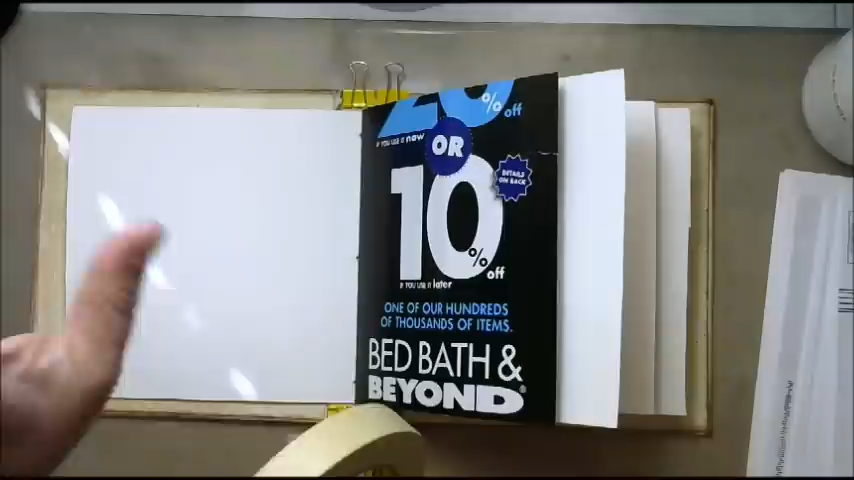 20% off
if you use it now
OR
DETAILS
ON BACK
10% off
if you use it later
ONE OF OUR HUNDREDS
OF THOUSANDS OF ITEMS.
BED BATH &
BEYOND®